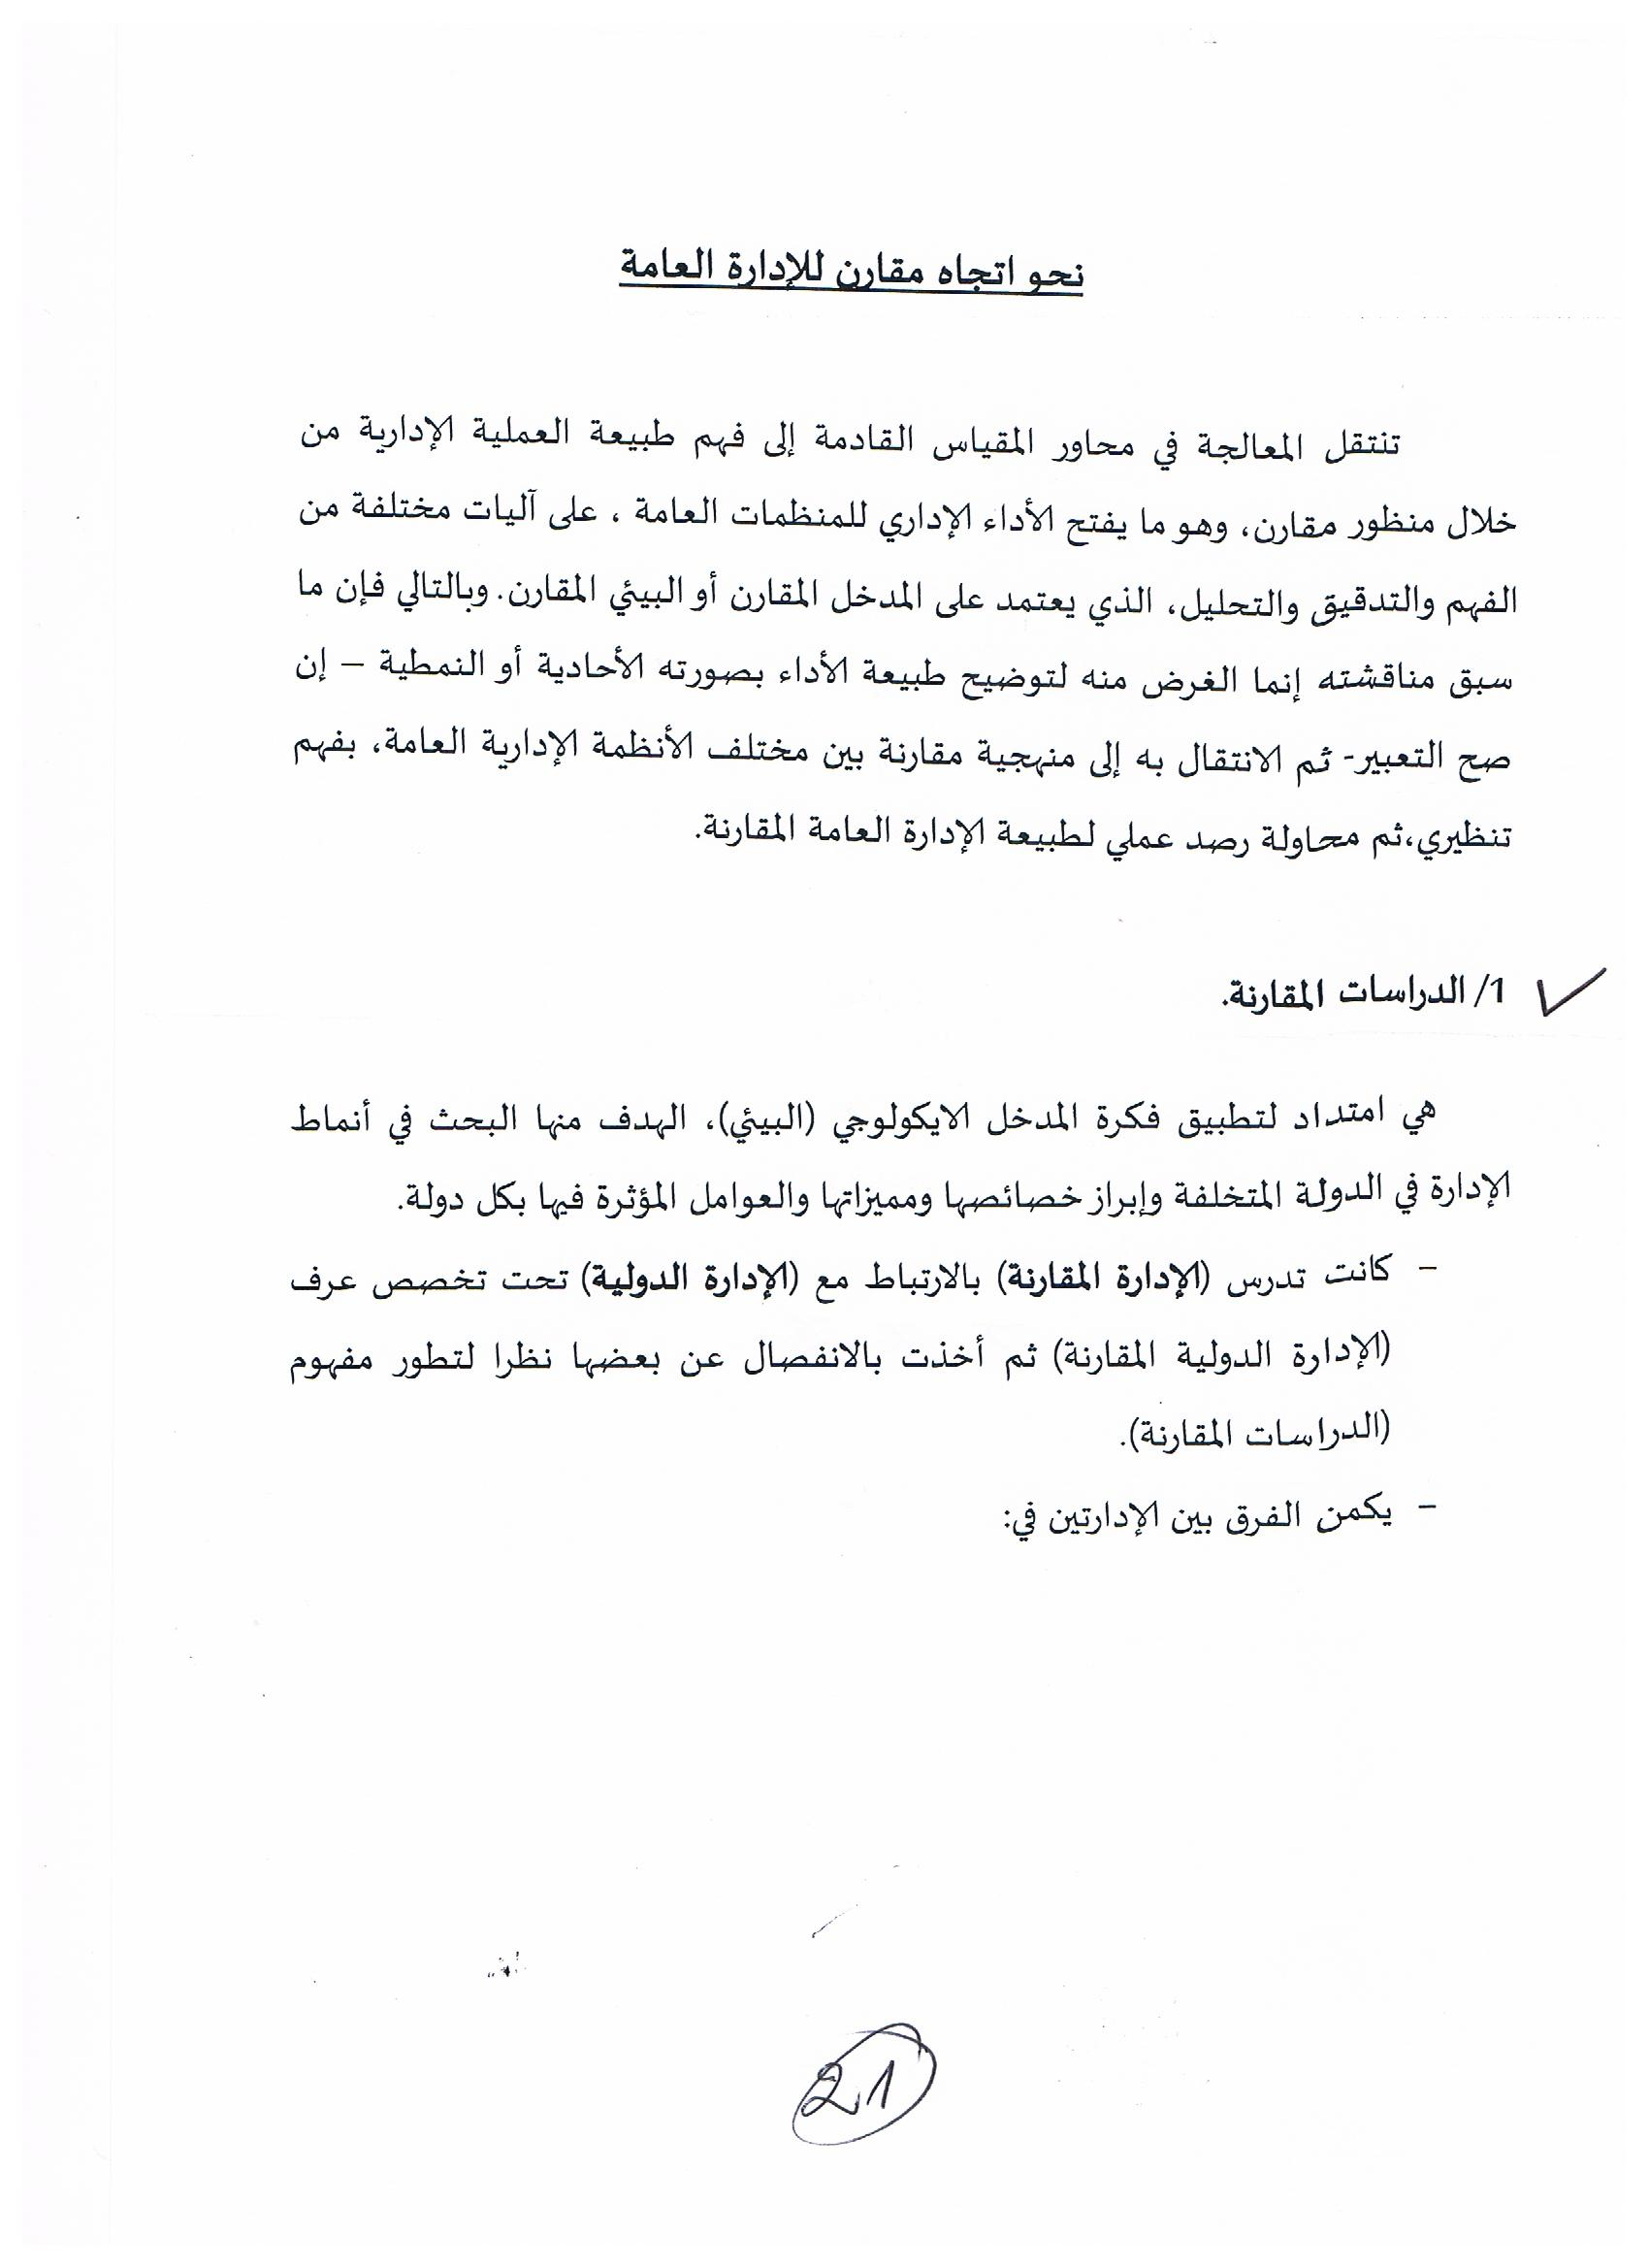 نحو اتجاه مقارن للإدارة العامة
تنتقل المعالجة في محاور المقياس القادمة إلى فهم طبيعة العملية الإدارية من
خلال منظور مقارن، وهو ما يفتح الأداء الإداري للمنظمات العامة ، على آليات مختلفة من
الفهم والتدقيق والتحليل، الذي يعتمد على المدخل المقارن أو البيئي المقارن. وبالتالي فإن ما
سبق مناقشته إنما الغرض منه لتوضيح طبيعة الأداء بصورته الأحادية أو النمطية – إن
صح التعبير- ثم الانتقال به إلى منهجية مقارنة بين مختلف الأنظمة الإدارية العامة، بفهم
تنظيري،ثم محاولة رصد عملي لطبيعة الإدارة العامة المقارنة.
1/ الدراسات المقارنة.
هي امتداد لتطبيق فكرة المدخل الايكولوجي (البيئي)، الهدف منها البحث في أنماط
الإدارة في الدولة المتخلفة وإبراز خصائصها ومميزاتها والعوامل المؤثرة فيها بكل دولة.
– كانت تدرس (الإدارة المقارنة) بالارتباط مع (الإدارة الدولية) تحت تخصص عرف
(الإدارة الدولية المقارنة) ثم أخذت بالانفصال عن بعضها نظرا لتطور مفهوم
(الدراسات المقارنة).
– يكمن الفرق بين الإدارتين في:
21